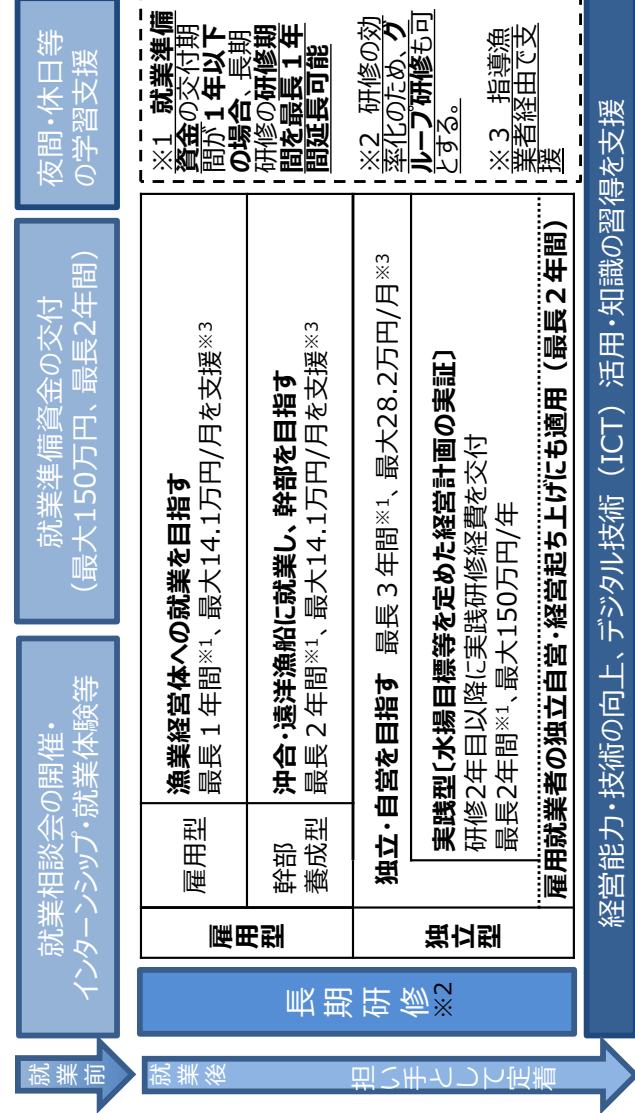 就業前
就業相談会の開催・
インターンシップ・就業体験等
就業準備資金の交付
（最大150万円、最長2年間）
夜間・休日等
の学習支援
就業後
担い手として定着
長期研修※2
雇用型
雇用型
漁業経営体への就業を目指す
最長１年間※1、最大14.1万円/月を支援※3
幹部
養成型
沖合・遠洋漁船に就業し、幹部を目指す
最長２年間※1、最大14.1万円/月を支援※3
独立型
独立・自営を目指す　最長３年間※1、最大28.2万円/月※3
実践型〔水揚目標等を定めた経営計画の実証〕
研修2年目以降に実践研修経費を交付
最長2年間※1、最大150万円/年
雇用就業者の独立自営・経営起ち上げにも適用（最長２年間）
※１　就業準備
資金の交付期
間が１年以下
の場合、長期
研修の研修期
間を最長１年
間延長可能
※２　研修の効
率化のため、グ
ループ研修も可
とする。
※３　指導漁
業者経由で支
援
経営能力・技術の向上、デジタル技術（ICT）活用・知識の習得を支援